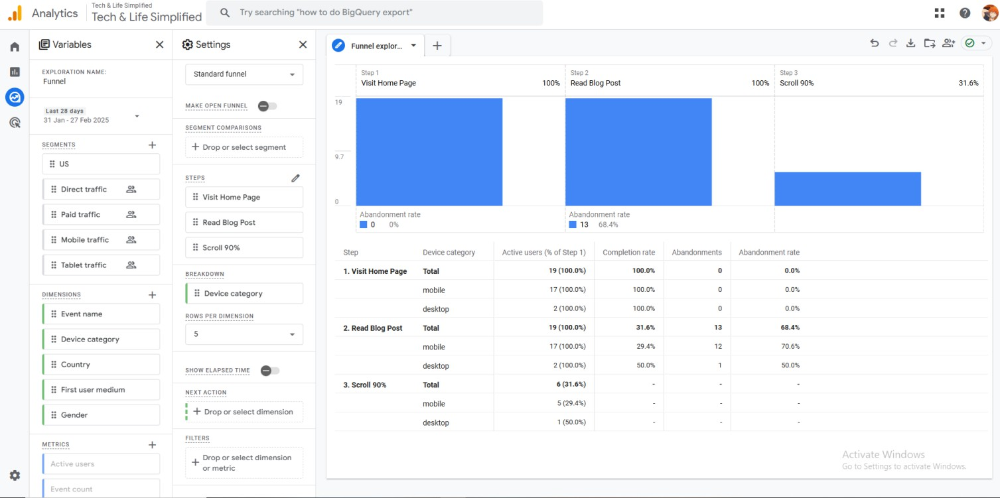 Analytics
Tech & Life Simplified
Tech & Life Simplified
Try searching "how to do BigQuery export"
Variables
EXPLORATION NAME:
Funnel
Last 28 days
31 Jan - 27 Feb 2025
SEGMENTS
US
Direct traffic
Paid traffic
Mobile traffic
Tablet traffic
DIMENSIONS
Event name
Device category
Country
First user medium
Gender
METRICS
Active users
Event count
Settings
Standard funnel
MAKE OPEN FUNNEL
SEGMENT COMPARISONS
Drop or select segment
STEPS
Visit Home Page
Read Blog Post
Scroll 90%
BREAKDOWN
Device category
ROWS PER DIMENSION
5
SHOW ELAPSED TIME
NEXT ACTION
Drop or select dimension
FILTERS
Drop or select dimension
or metric
Funnel explor...
Step 1
Visit Home Page 100%
Step 2
Read Blog Post 100%
Step 3
Scroll 90% 31.6%
19
9.7
0
Abandonment rate
0 0%
Abandonment rate
13 68.4%
Step Device category Active users (% of Step 1) Completion rate Abandonments Abandonment rate
1. Visit Home Page Total 19 (100.0%) 100.0% 0 0.0%
mobile 17 (100.0%) 100.0% 0 0.0%
desktop 2 (100.0%) 100.0% 0 0.0%
2. Read Blog Post Total 19 (100.0%) 31.6% 13 68.4%
mobile 17 (100.0%) 29.4% 12 70.6%
desktop 2 (100.0%) 50.0% 1 50.0%
3. Scroll 90% Total 6 (31.6%) - - -
mobile 5 (29.4%) - - -
desktop 1 (50.0%) - - -
Activate Windows
Go to Settings to activate Windows.